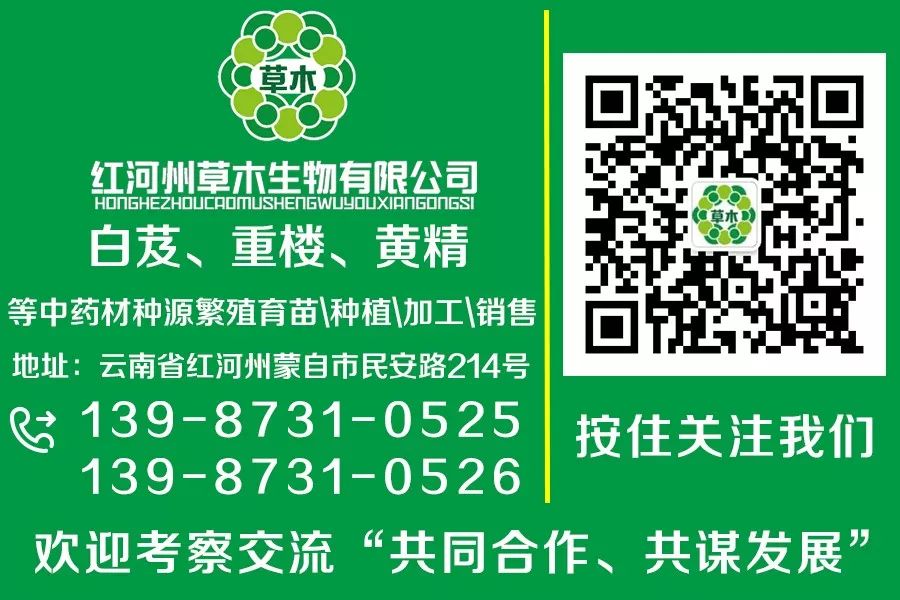 草木
红河州草木生物有限公司
HONGHEZHOUCAOMUSHENGWUYOUXIANGONGSI
白芨、重楼、黄精
等中药材种源繁殖育苗\种植\加工\销售
地址：云南省红河州蒙自市民安路214号
139-8731-0525
139-8731-0526
草木
按住关注我们
欢迎考察交流“共同合作、共谋发展”